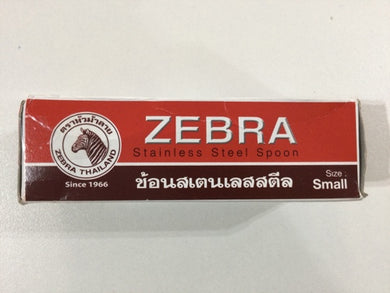 ตราหัวม้าลาย
ZEBRA THAILAND
Since 1966
ZEBRA
Stainless Steel Spoon
ช้อนสเตนเลสสตีล
Size :
Small